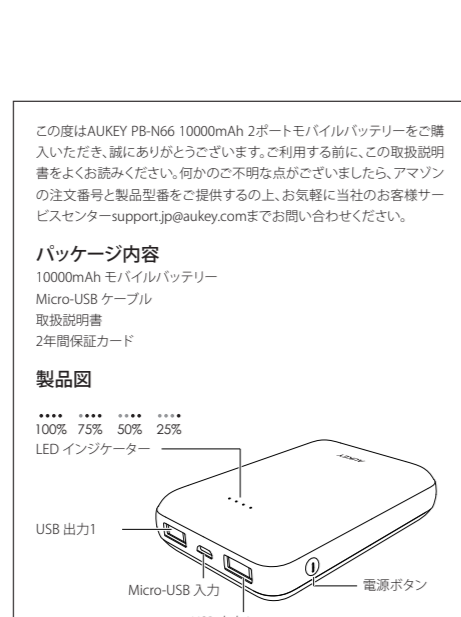 この度はAUKEY PB-N66 10000mAh 2ポートモバイルバッテリーをご購
入いただき、誠にありがとうございます。ご利用する前に、この取扱説明
書をよくお読みください。何かのご不明な点がございましたら、アマゾン
の注文番号と製品型番をご提供するの上、お気軽に当社のお客様サー
ビスセンターsupport.jp@aukey.comまでお問い合わせください。
パッケージ内容
10000mAh モバイルバッテリー
Micro-USB ケーブル
取扱説明書
2年間保証カード
製品図
100% 75% 50% 25%
LED インジケーター
AUKEY
USB 出力1
Micro-USB 入力
電源ボタン